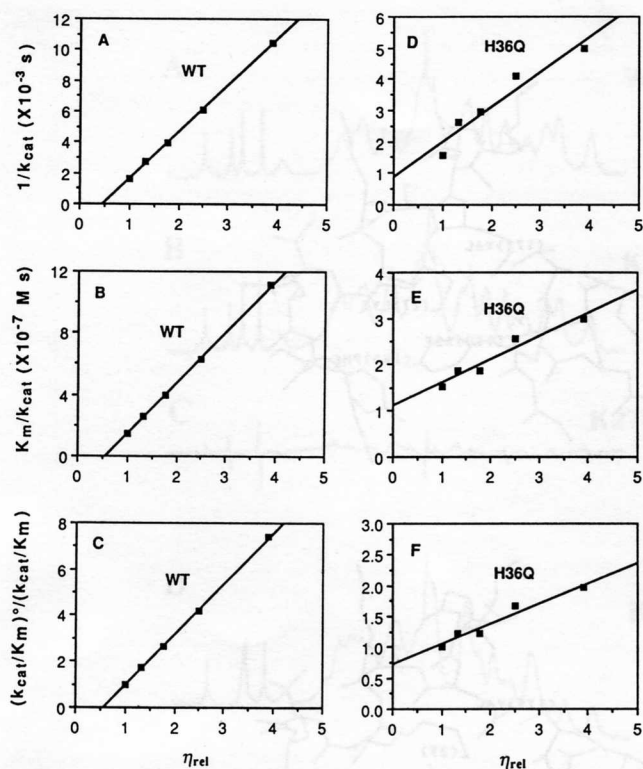 A
WT
1/kcat (X10⁻³ s)
12
10
8
6
4
2
0
0 1 2 3 4 5
D
H36Q
6
5
4
3
2
1
0
0 1 2 3 4 5
B
WT
Km/kcat (X10⁻⁷ M s)
12
8
4
0
0 1 2 3 4 5
E
H36Q
4
3
2
1
0
0 1 2 3 4 5
C
WT
(kcat/Km)°/(kcat/Km)
8
6
4
2
0
0 1 2 3 4 5
ηrel
F
H36Q
3.0
2.5
2.0
1.5
1.0
0.5
0.0
0 1 2 3 4 5
ηrel